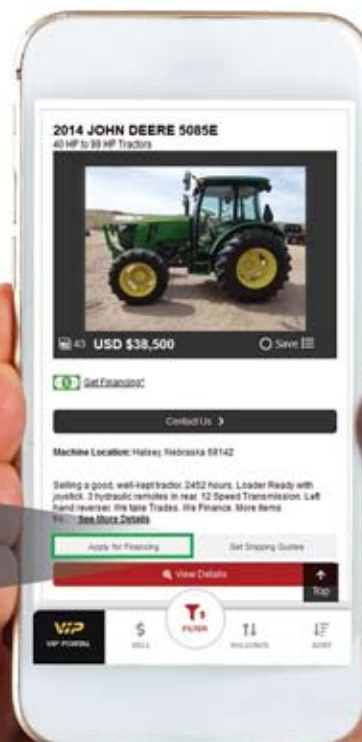 2014 JOHN DEERE 5085E
40 HP to 99 HP Tractors
43 USD $38,500 Save
Get Financing*
Contact Us >
Machine Location: Halsey, Nebraska 69142
Selling a good, well-kept tractor. 2452 hours. Loader Ready with
joystick. 3 hydraulic remotes in rear. 12 Speed Transmission. Left
hand reverser. We take Trades. We Finance. More items
See More Details
Apply for Financing Get Shipping Quotes
View Details
Top
VIP
VIP PORTAL
SELL
FILTER
SORT